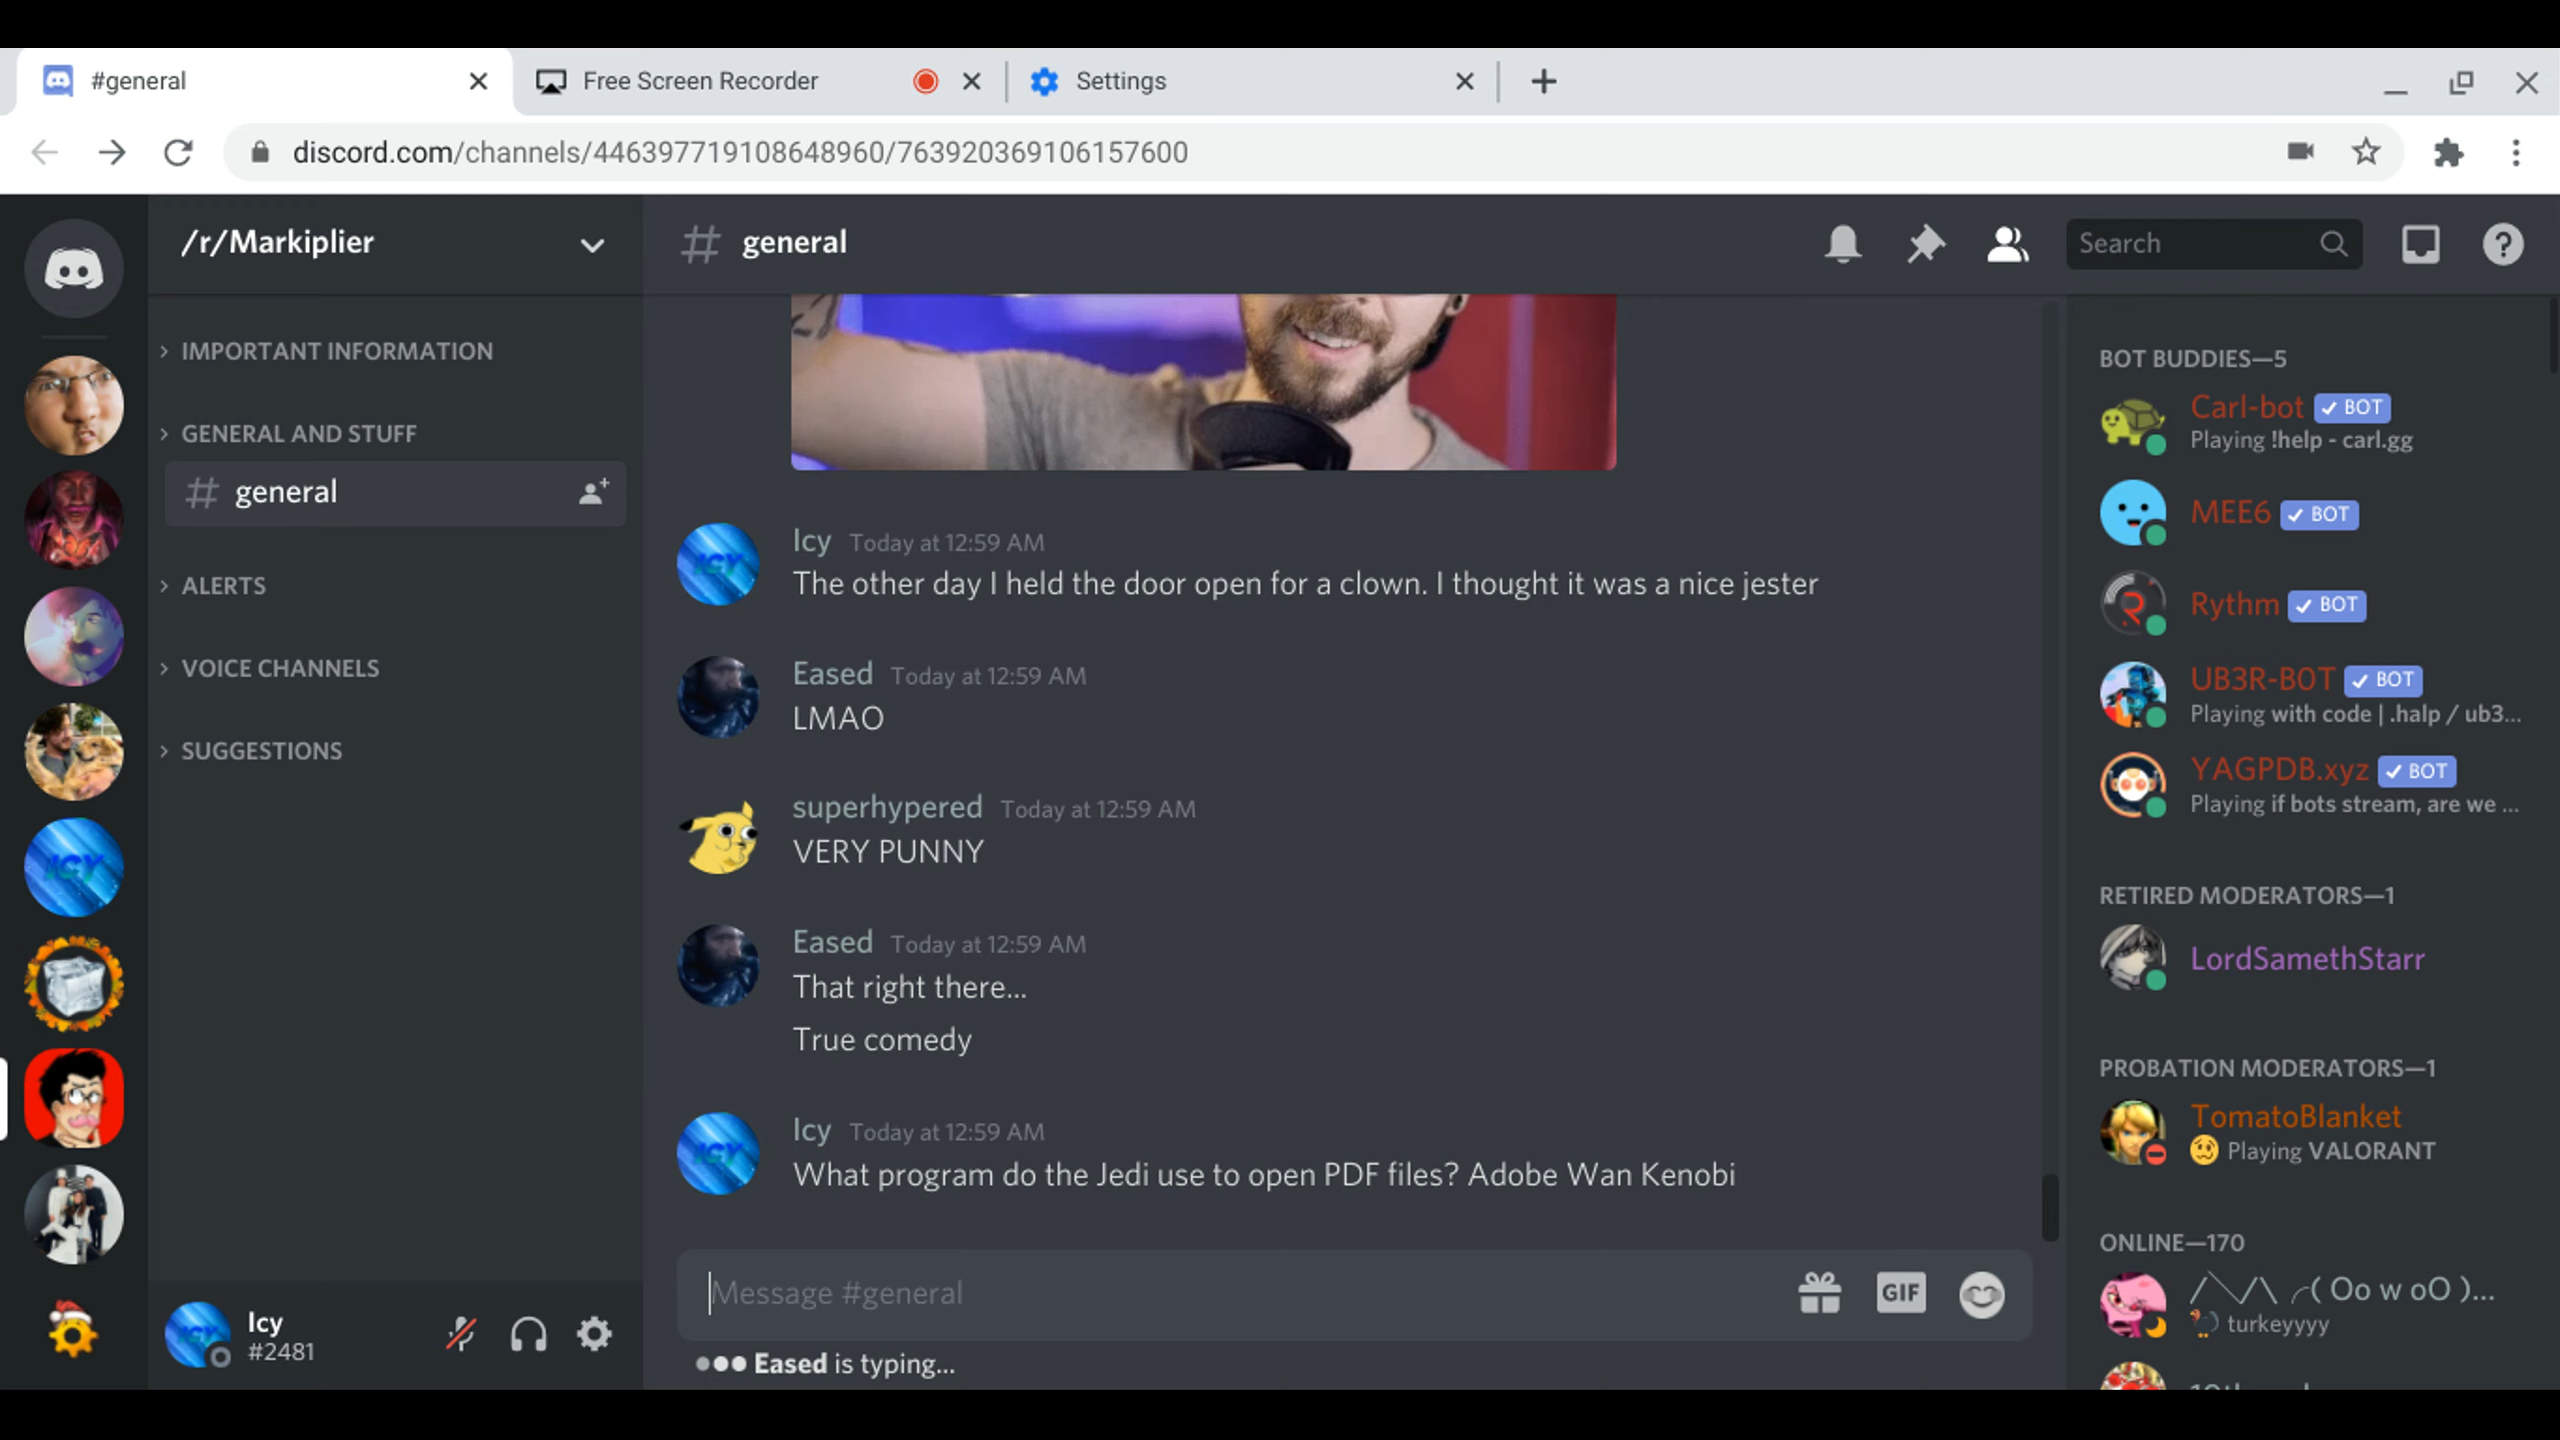 #general
Free Screen Recorder
Settings
discord.com/channels/446397719108648960/763920369106157600
/r/Markiplier
IMPORTANT INFORMATION
GENERAL AND STUFF
general
ALERTS
VOICE CHANNELS
SUGGESTIONS
Icy
#2481
general
Search
Icy Today at 12:59 AM
The other day I held the door open for a clown. I thought it was a nice jester
Eased Today at 12:59 AM
LMAO
superhypered Today at 12:59 AM
VERY PUNNY
Eased Today at 12:59 AM
That right there...
True comedy
Icy Today at 12:59 AM
What program do the Jedi use to open PDF files? Adobe Wan Kenobi
Message #general
GIF
Eased is typing...
BOT BUDDIES—5
Carl-bot ✓ BOT
Playing !help - carl.gg
MEE6 ✓ BOT
Rythm ✓ BOT
UB3R-B0T ✓ BOT
Playing with code | .halp / ub3...
YAGPDB.xyz ✓ BOT
Playing if bots stream, are we ...
RETIRED MODERATORS—1
LordSamethStarr
PROBATION MODERATORS—1
TomatoBlanket
Playing VALORANT
ONLINE—170
/╲/\ ╭( Oo w oO )...
turkeyyyy